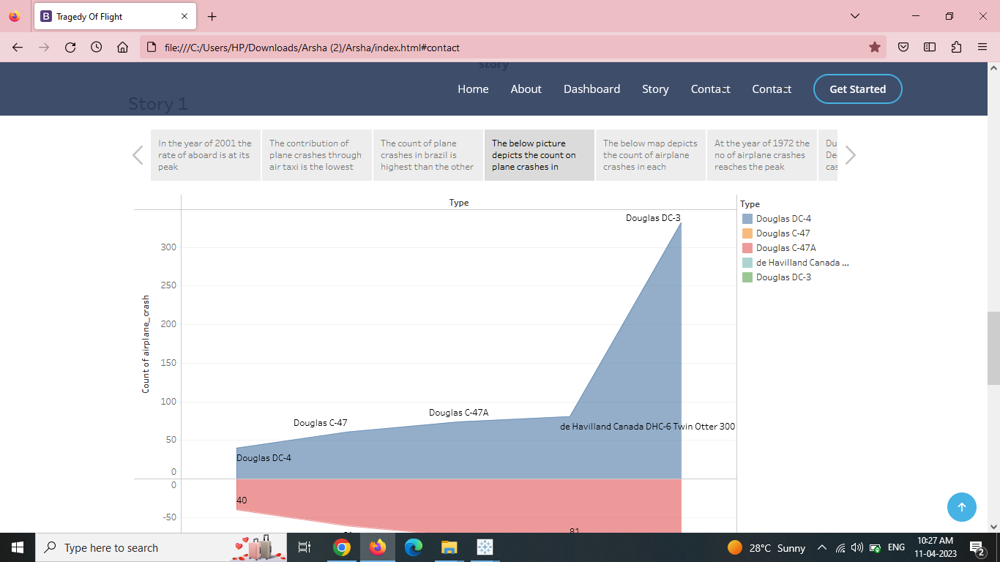 Tragedy Of Flight
file:///C:/Users/HP/Downloads/Arsha (2)/Arsha/index.html#contact
story
Home About Dashboard Story Contact Contact Get Started
Story 1
In the year of 2001 the
rate of aboard is at its
peak
The contribution of
plane crashes through
air taxi is the lowest
The count of plane
crashes in brazil is
highest than the other
The below picture
depicts the count on
plane crashes in
The below map depicts
the count of airplane
crashes in each
At the year of 1972 the
no of airplane crashes
reaches the peak
Du
De
cas
Type
Type
Douglas DC-4
Douglas C-47
Douglas C-47A
de Havilland Canada ...
Douglas DC-3
Count of airplane_crash
300
250
200
150
100
50
0
0
-50
Douglas DC-3
Douglas C-47A
Douglas C-47
de Havilland Canada DHC-6 Twin Otter 300
Douglas DC-4
40
81
Type here to search
28°C Sunny
ENG
10:27 AM
11-04-2023
2